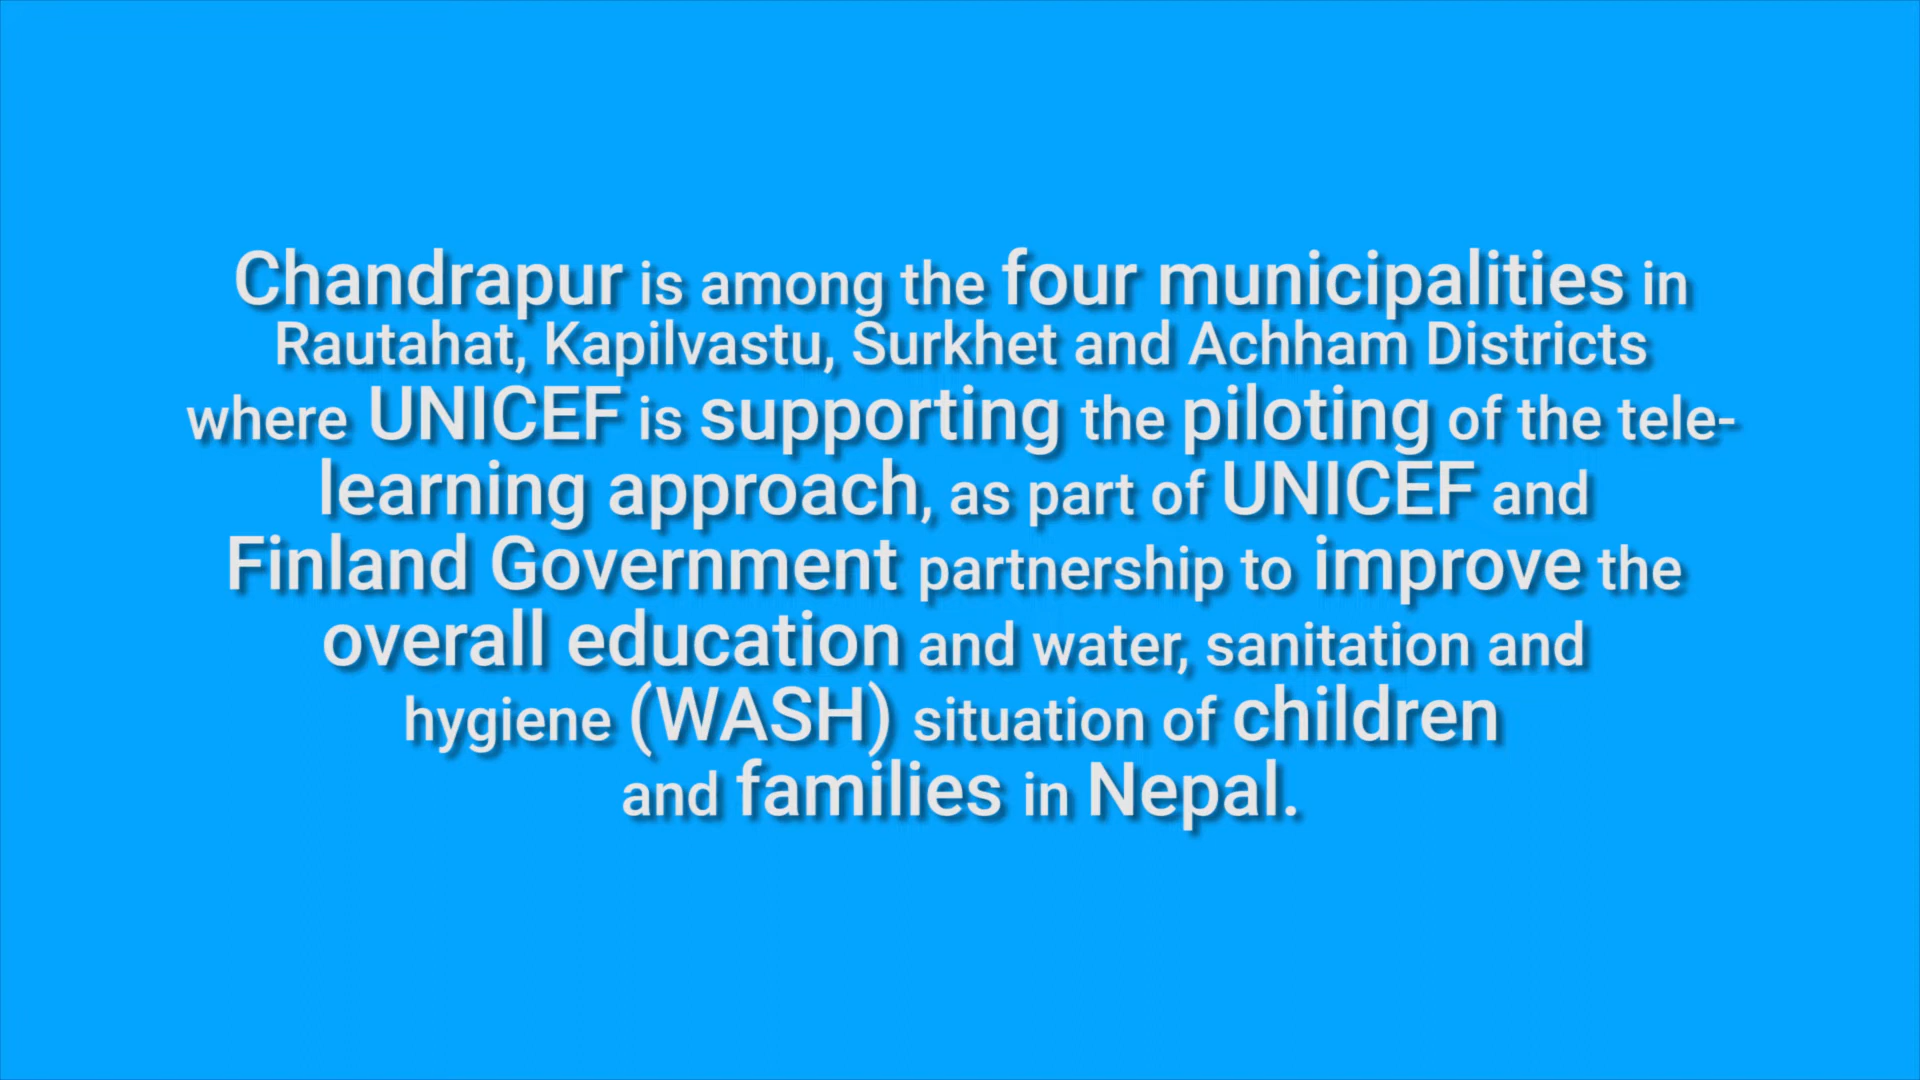 Chandrapur is among the four municipalities in
Rautahat, Kapilvastu, Surkhet and Achham Districts
where UNICEF is supporting the piloting of the tele-
learning approach, as part of UNICEF and
Finland Government partnership to improve the
overall education and water, sanitation and
hygiene (WASH) situation of children
and families in Nepal.